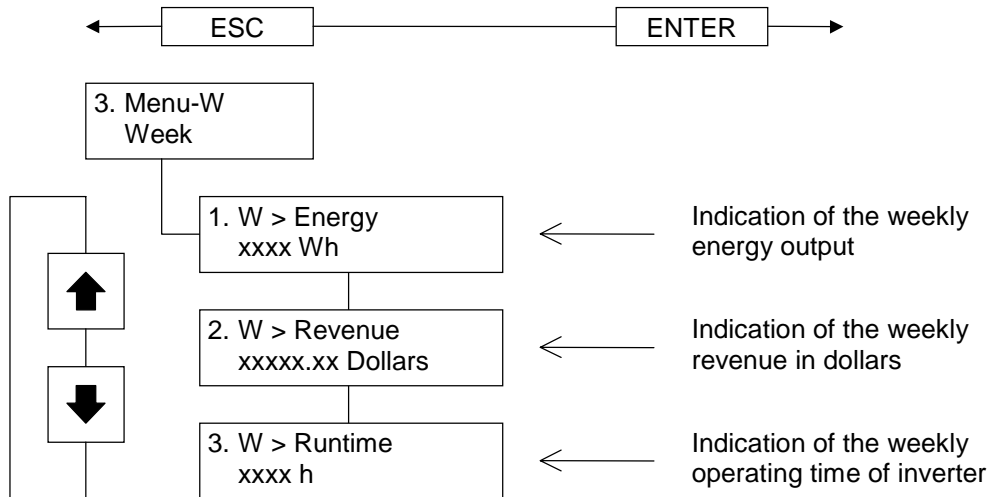 ESC
ENTER
3. Menu-W
Week
1. W > Energy
xxxx Wh
Indication of the weekly
energy output
2. W > Revenue
xxxxx.xx Dollars
Indication of the weekly
revenue in dollars
3. W > Runtime
xxxx h
Indication of the weekly
operating time of inverter